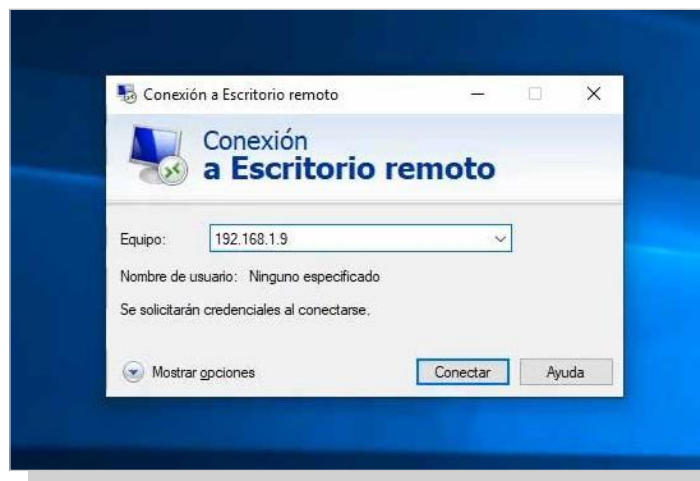 Conexión a Escritorio remoto
Conexión
a Escritorio remoto
Equipo: 192.168.1.9
Nombre de usuario: Ninguno especificado
Se solicitarán credenciales al conectarse.
Mostrar opciones Conectar Ayuda